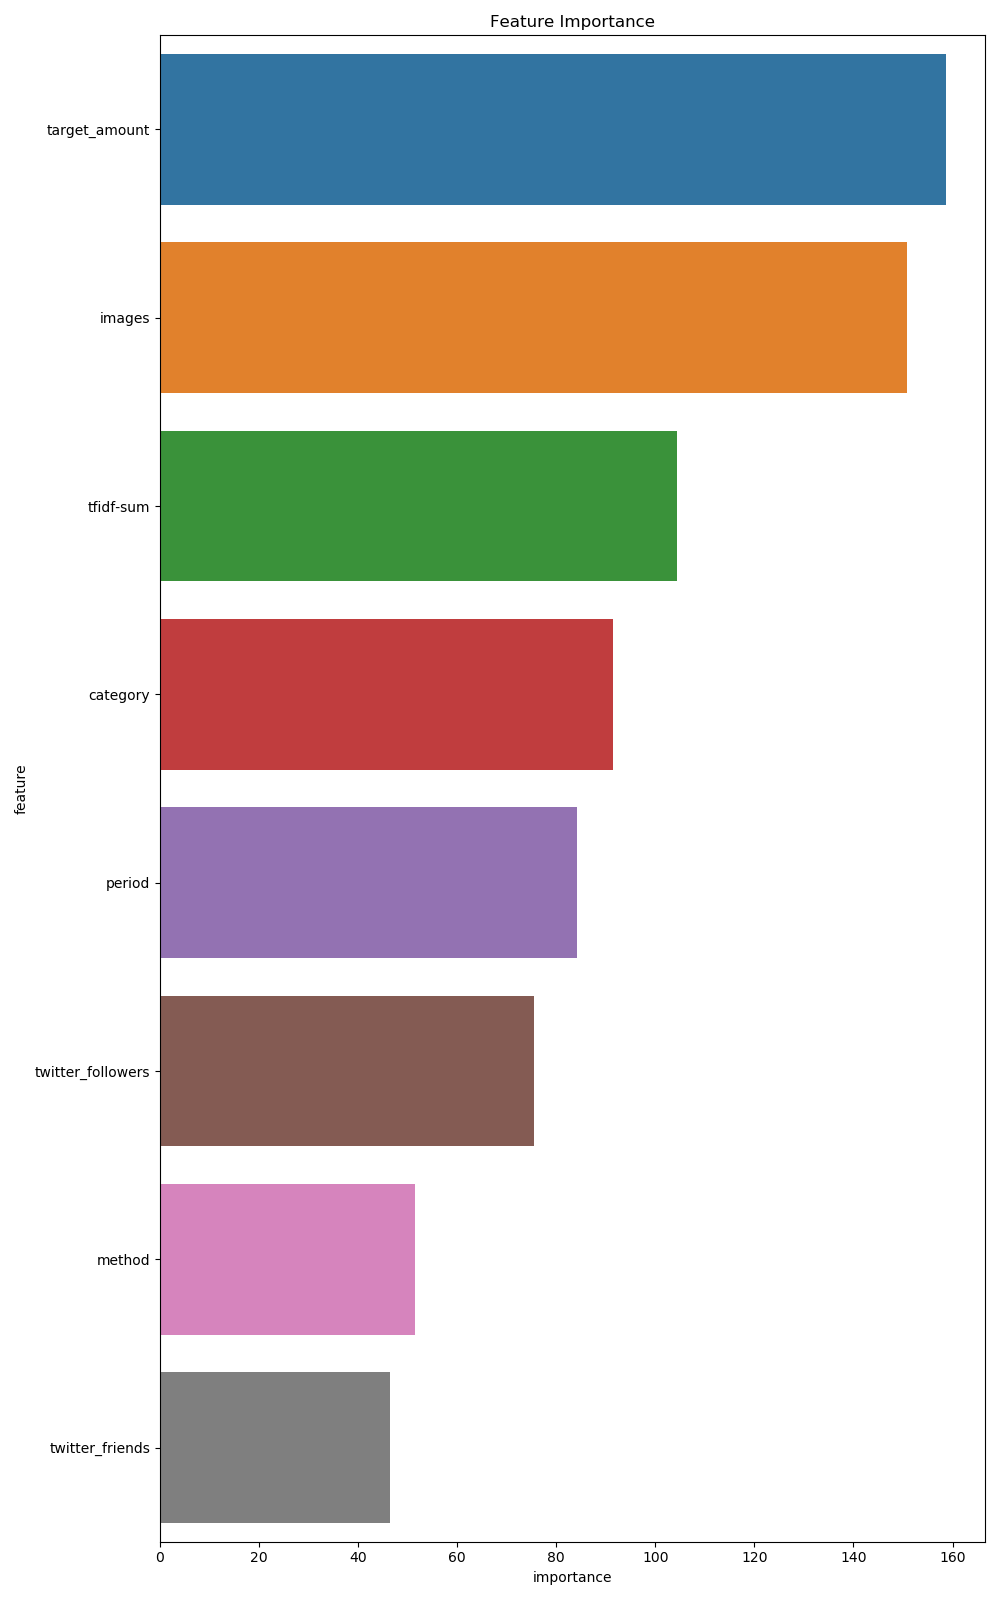 Feature Importance
target_amount
images
tfidf-sum
category
period
twitter_followers
method
twitter_friends
feature
0 20 40 60 80 100 120 140 160
importance